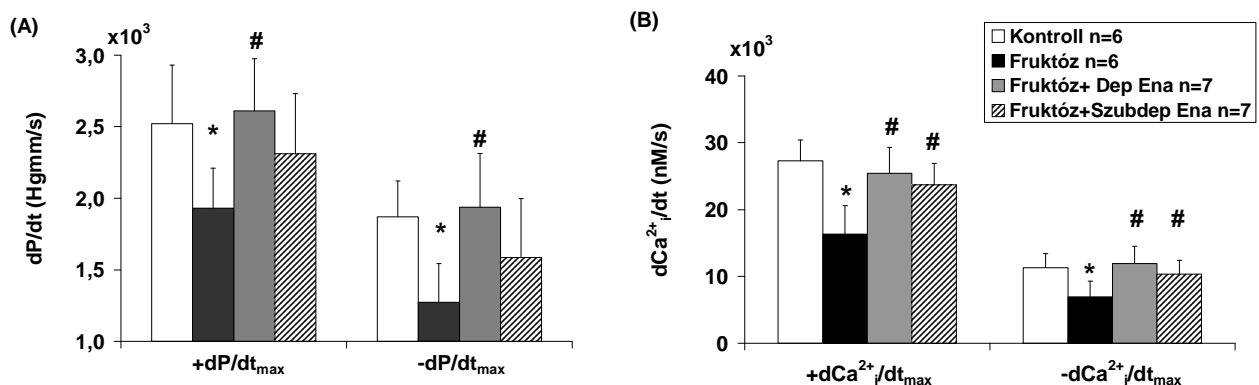 (A)
x10³
3,0
2,5
2,0
1,5
1,0
dP/dt (Hgmm/s)
*
#
*
#
+dP/dtmax
-dP/dtmax
(B)
x10³
40
30
20
10
0
dCa²⁺i/dt (nM/s)
Kontroll n=6
Fruktóz n=6
Fruktóz+ Dep Ena n=7
Fruktóz+Szubdep Ena n=7
*
#
#
*
#
#
+dCa²⁺i/dtmax
-dCa²⁺i/dtmax